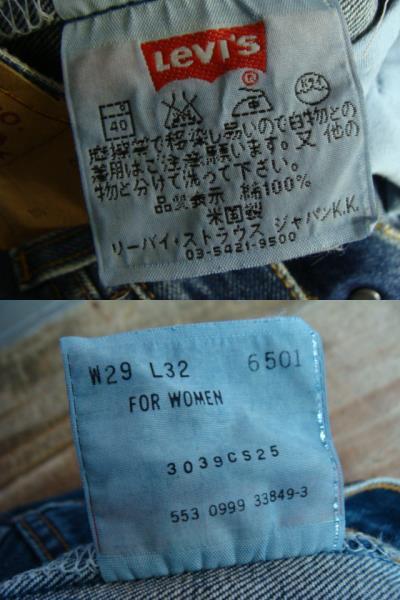 Levi's
®
40
摩擦等で移染し易いので白物との
着用はご注意願います。又 他の
物と分けて洗って下さい。
品質表示 綿100%
米国製
リーバイ・ストラウス ジャパンK.K.
03-5421-9500
W29 L32 6501
FOR WOMEN
3039CS25
553 0999 33849-3